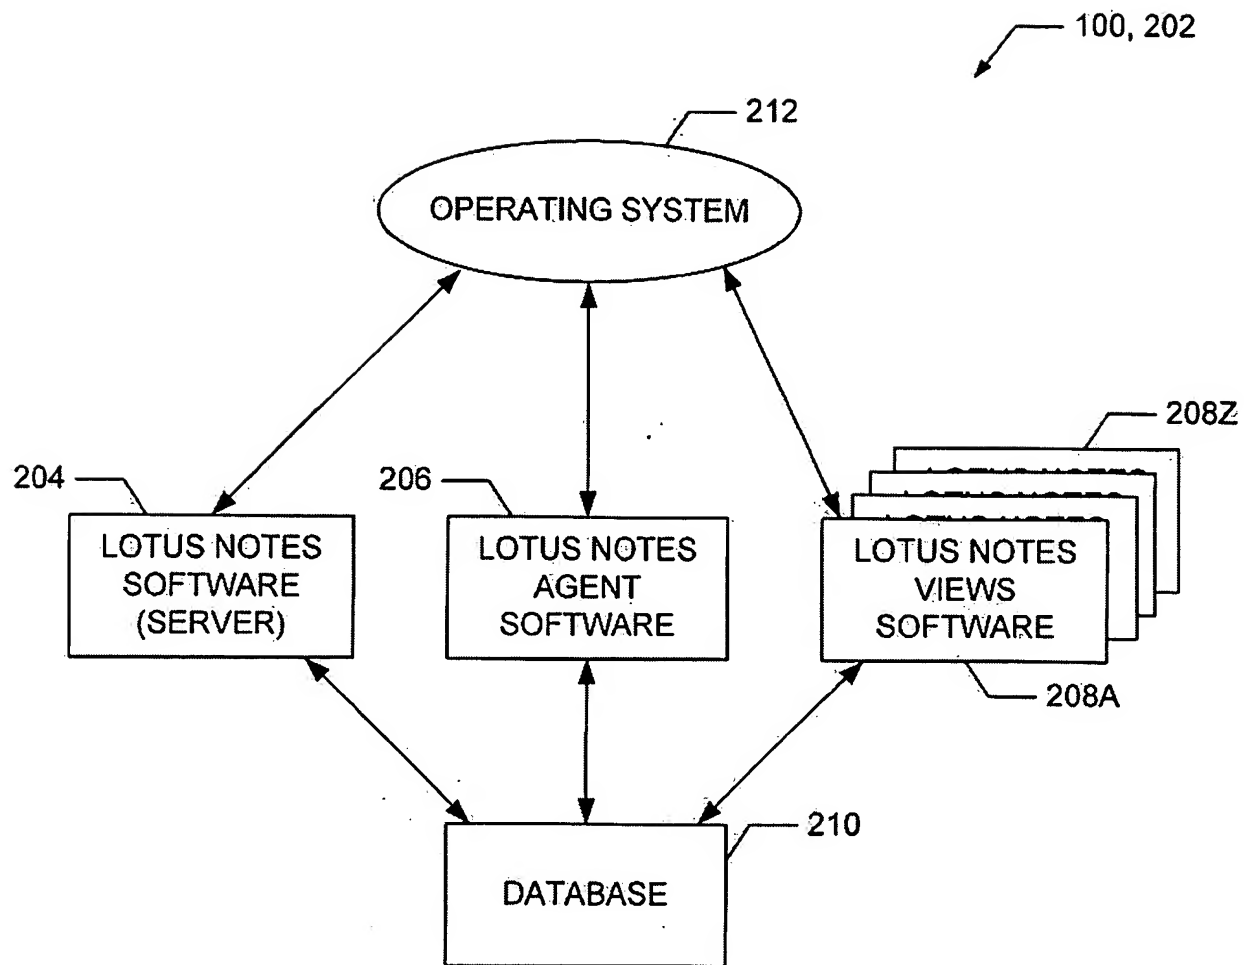 100, 202
212
OPERATING SYSTEM
208Z
204
206
LOTUS NOTES
SOFTWARE
(SERVER)
LOTUS NOTES
AGENT
SOFTWARE
LOTUS NOTES
VIEWS
SOFTWARE
208A
210
DATABASE